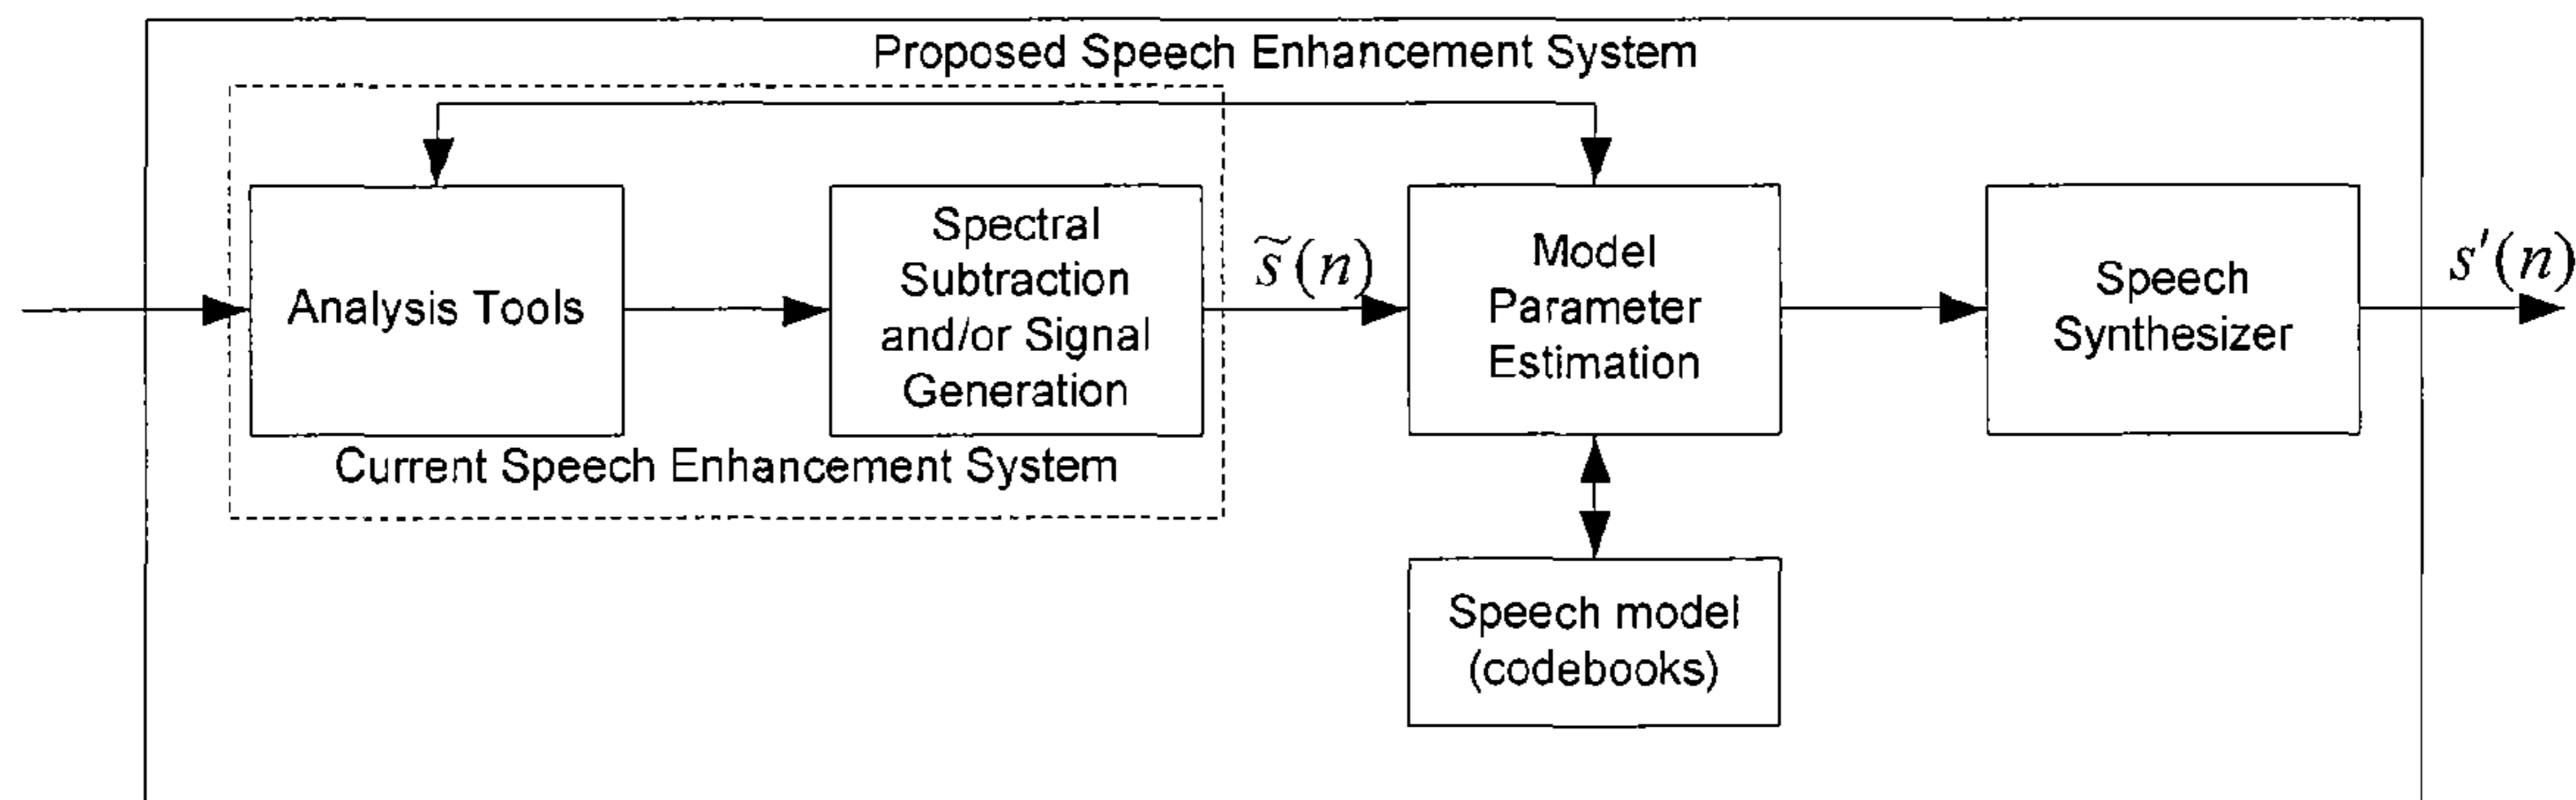 Proposed Speech Enhancement System
Analysis Tools
Spectral
Subtraction
and/or Signal
Generation
Current Speech Enhancement System
s̃(n)
Model
Parameter
Estimation
Speech model
(codebooks)
Speech
Synthesizer
s′(n)